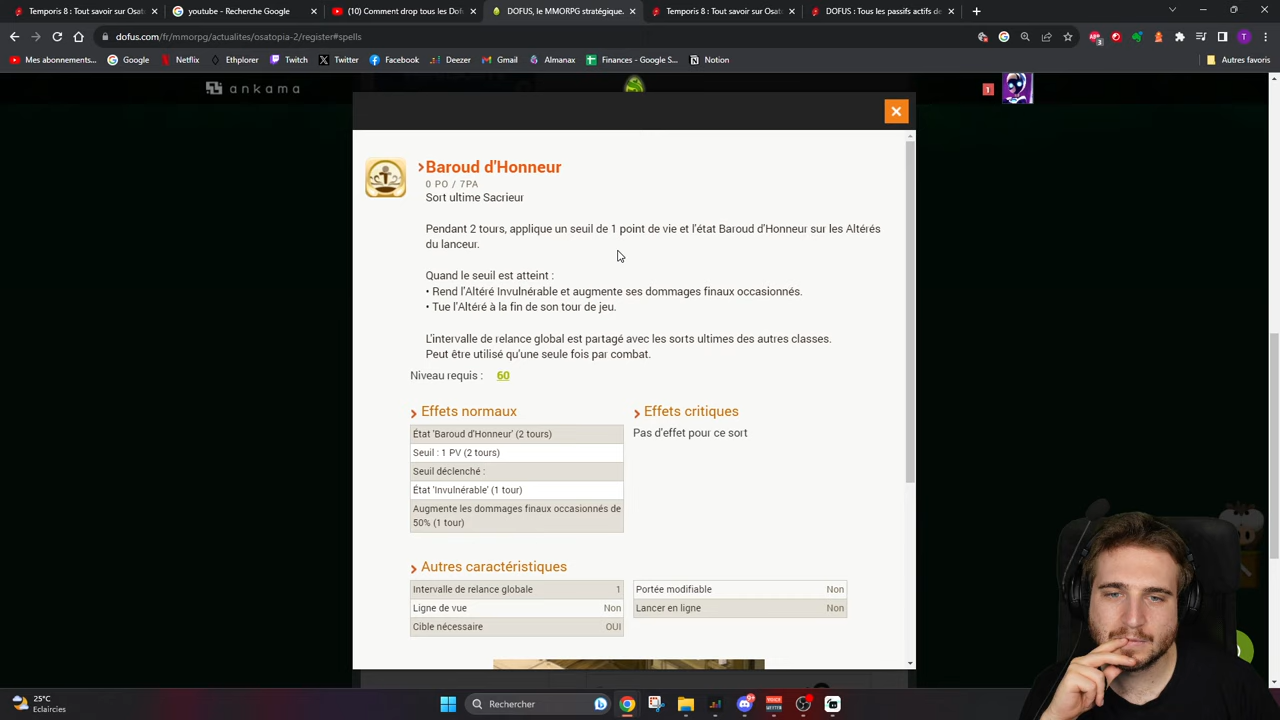 Temporis 8 : Tout savoir sur Osat
youtube - Recherche Google
(10) Comment drop tous les Dof
DOFUS, le MMORPG stratégique.
Temporis 8 : Tout savoir sur Osat
DOFUS : Tous les passifs actifs de
dofus.com/fr/mmorpg/actualites/osatopia-2/register#spells
3
T
Mes abonnements...
Google
Netflix
Ethplorer
Twitch
Twitter
Facebook
Deezer
Gmail
Almanax
Finances - Google S...
Notion
Autres favoris
ankama
1
Baroud d'Honneur
0 PO / 7PA
Sort ultime Sacrieur
Pendant 2 tours, applique un seuil de 1 point de vie et l'état Baroud d'Honneur sur les Altérés
du lanceur.
Quand le seuil est atteint :
• Rend l'Altéré Invulnérable et augmente ses dommages finaux occasionnés.
• Tue l'Altéré à la fin de son tour de jeu.
L'intervalle de relance global est partagé avec les sorts ultimes des autres classes.
Peut être utilisé qu'une seule fois par combat.
Niveau requis : 60
Effets normaux
État 'Baroud d'Honneur' (2 tours)
Seuil : 1 PV (2 tours)
Seuil déclenché :
État 'Invulnérable' (1 tour)
Augmente les dommages finaux occasionnés de
50% (1 tour)
Effets critiques
Pas d'effet pour ce sort
Autres caractéristiques
Intervalle de relance globale 1
Ligne de vue Non
Cible nécessaire OUI
Portée modifiable Non
Lancer en ligne Non
25°C
Eclaircies
Rechercher